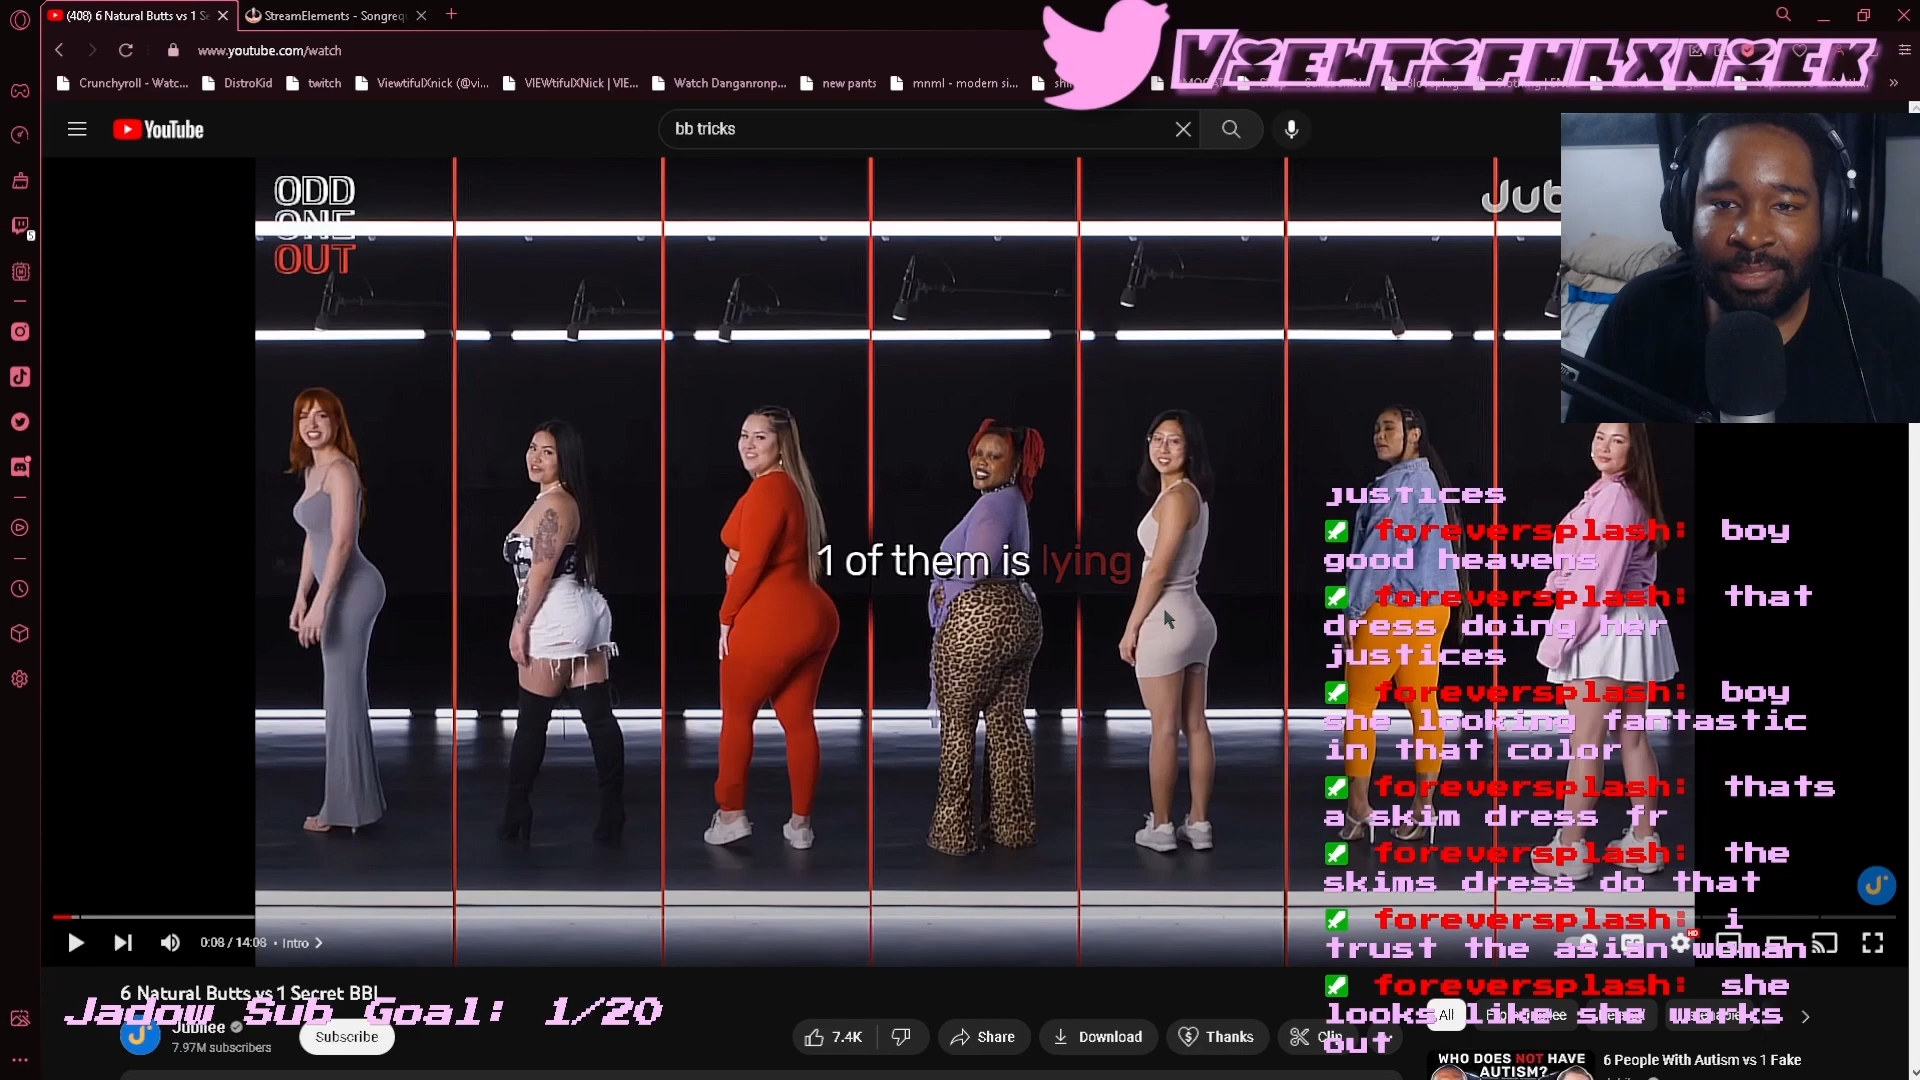 (408) 6 Natural Butts vs 1 S
StreamElements - Songrequ
www.youtube.com/watch
Crunchyroll - Watc...
DistroKid
twitch
ViewtifulXNick (@vi...
VIEWtifulXNick | VIE...
Watch Danganronp...
new pants
mnml - modern si...
ViewtifulXNick
YouTube
bb tricks
ODD
ONE
OUT
Jub
1 of them is lying
justices
foreversplash: boy
good heavens
foreversplash: that
dress doing her
justices
foreversplash: boy
she looking fantastic
in that color
foreversplash: thats
a skim dress fr
foreversplash: the
skims dress do that
foreversplash: i
trust the asian woman
foreversplash: she
looks like she works
out
0:08 / 14:08 • Intro
HD
6 Natural Butts vs 1 Secret BBL
Jadow Sub Goal: 1/20
Jubilee
7.97M subscribers
Subscribe
7.4K
Share
Download
Thanks
Clip
All
WHO DOES NOT HAVE
AUTISM?
6 People With Autism vs 1 Fake